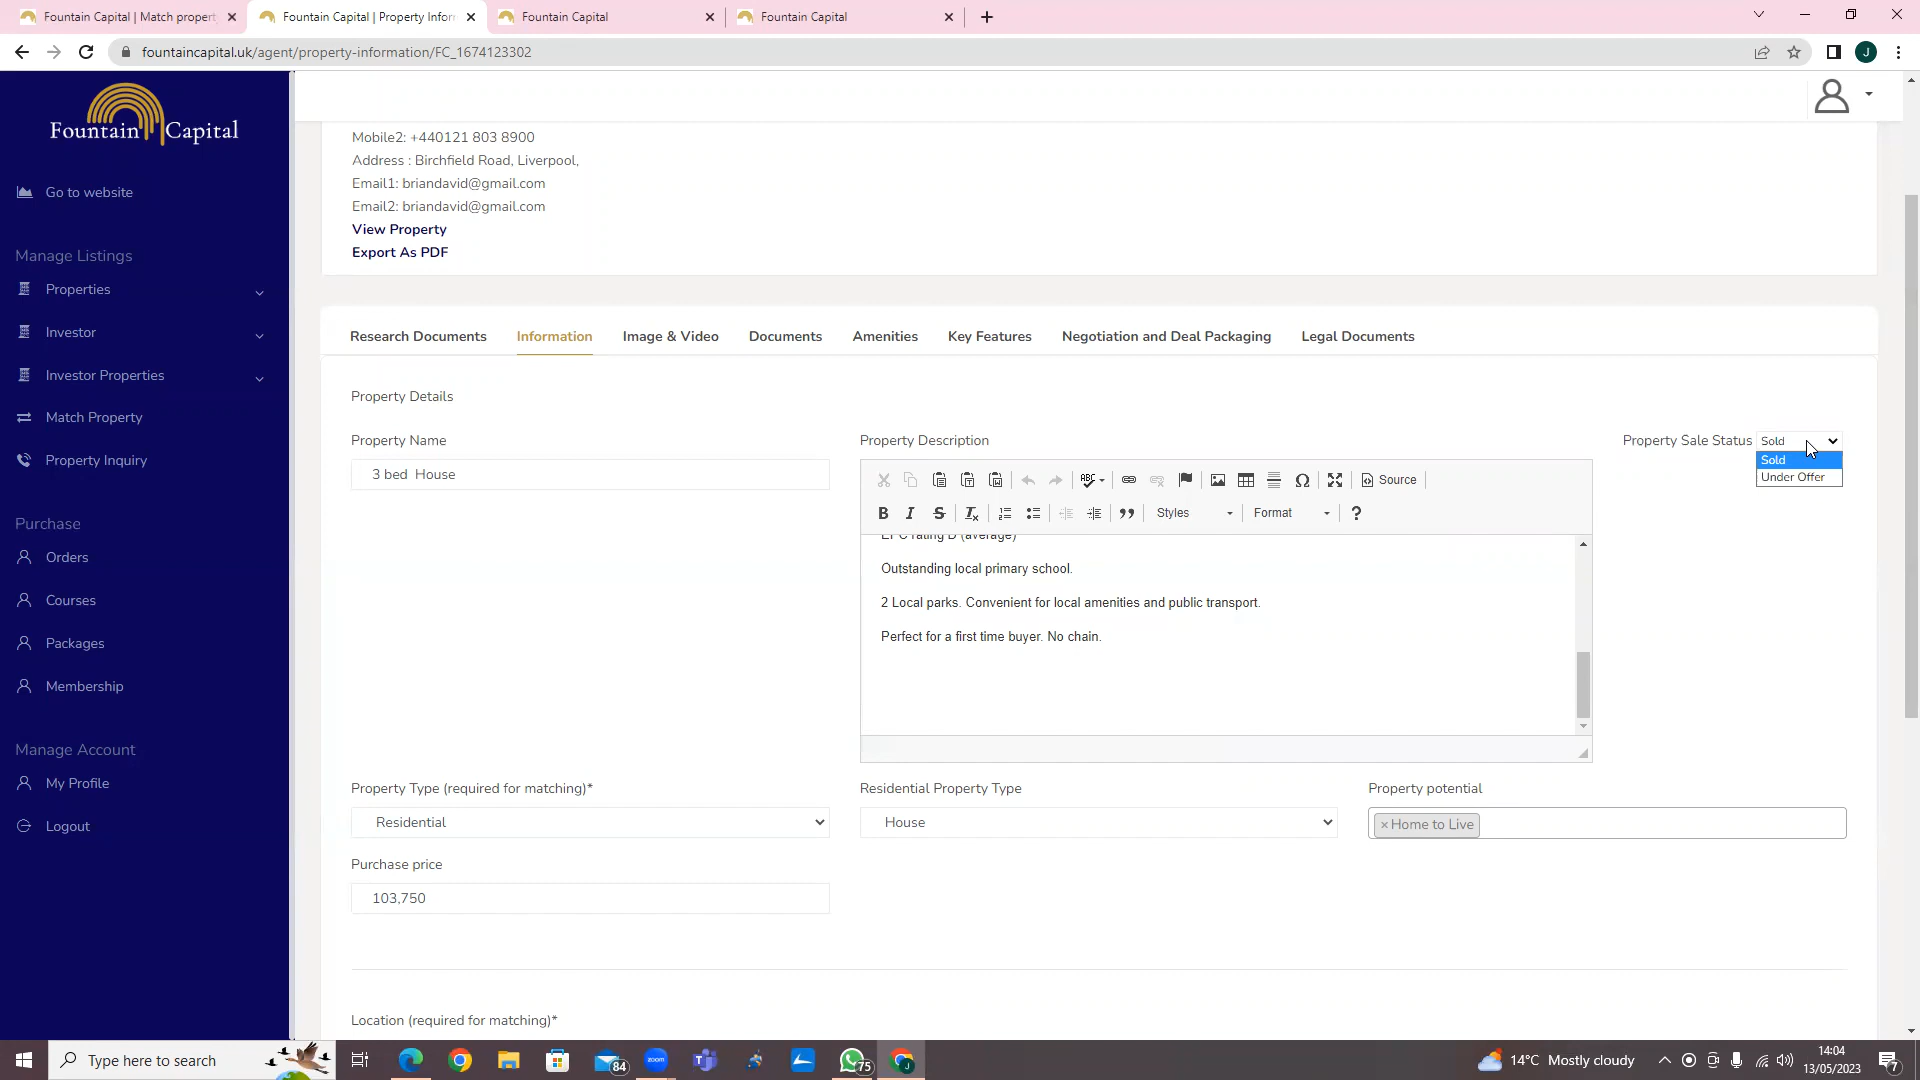 Fountain Capital | Match propert
Fountain Capital | Property Infor
Fountain Capital
Fountain Capital
fountaincapital.uk/agent/property-information/FC_1674123302
J
Fountain Capital
Go to website
Manage Listings
Properties
Investor
Investor Properties
Match Property
Property Inquiry
Purchase
Orders
Courses
Packages
Membership
Manage Account
My Profile
Logout
Mobile2: +440121 803 8900
Address : Birchfield Road, Liverpool,
Email1: briandavid@gmail.com
Email2: briandavid@gmail.com
View Property
Export As PDF
Research Documents Information Image & Video Documents Amenities Key Features Negotiation and Deal Packaging Legal Documents
Property Details
Property Name
3 bed House
Property Description
Source
B I S Tx Styles Format ?
EPC rating D (average)
Outstanding local primary school.
2 Local parks. Convenient for local amenities and public transport.
Perfect for a first time buyer. No chain.
Property Sale Status Sold
Sold
Under Offer
Property Type (required for matching)*
Residential
Residential Property Type
House
Property potential
×Home to Live
Purchase price
103,750
Location (required for matching)*
Type here to search
84
zoom
75
14°C Mostly cloudy
14:04
13/05/2023
7